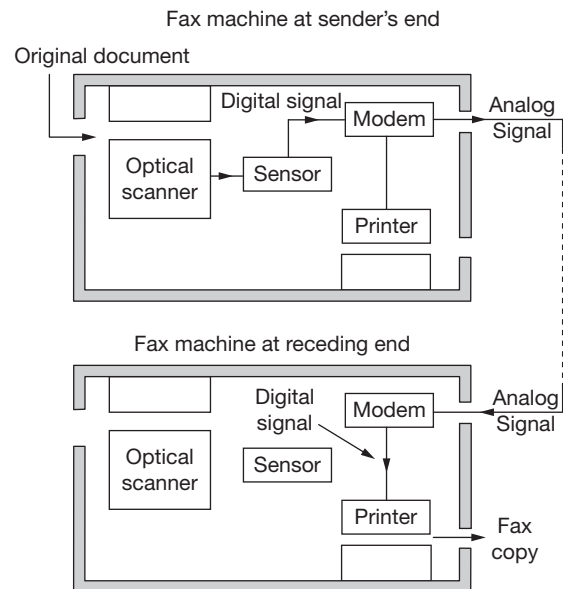 Fax machine at sender's end
Original document
Digital signal
Modem
Analog
Signal
Optical
scanner
Sensor
Printer
Fax machine at receding end
Digital
signal
Modem
Analog
Signal
Optical
scanner
Sensor
Printer
Fax
copy